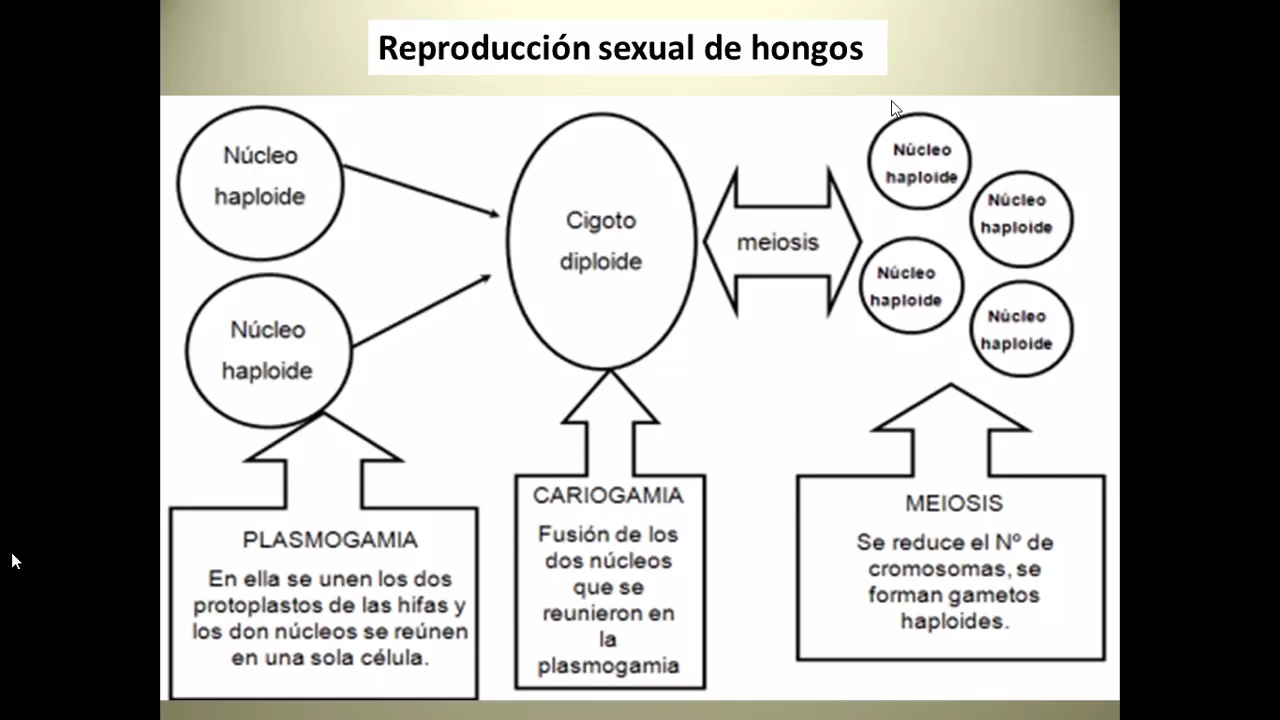 Reproducción sexual de hongos
Núcleo
haploide
Núcleo
haploide
Cigoto
diploide
meiosis
Núcleo
haploide
Núcleo
haploide
Núcleo
haploide
Núcleo
haploide
PLASMOGAMIA
En ella se unen los dos
protoplastos de las hifas y
los don núcleos se reúnen
en una sola célula.
CARIOGAMIA
Fusión de los
dos núcleos
que se
reunieron en
la
plasmogamia
MEIOSIS
Se reduce el Nº de
cromosomas, se
forman gametos
haploides.